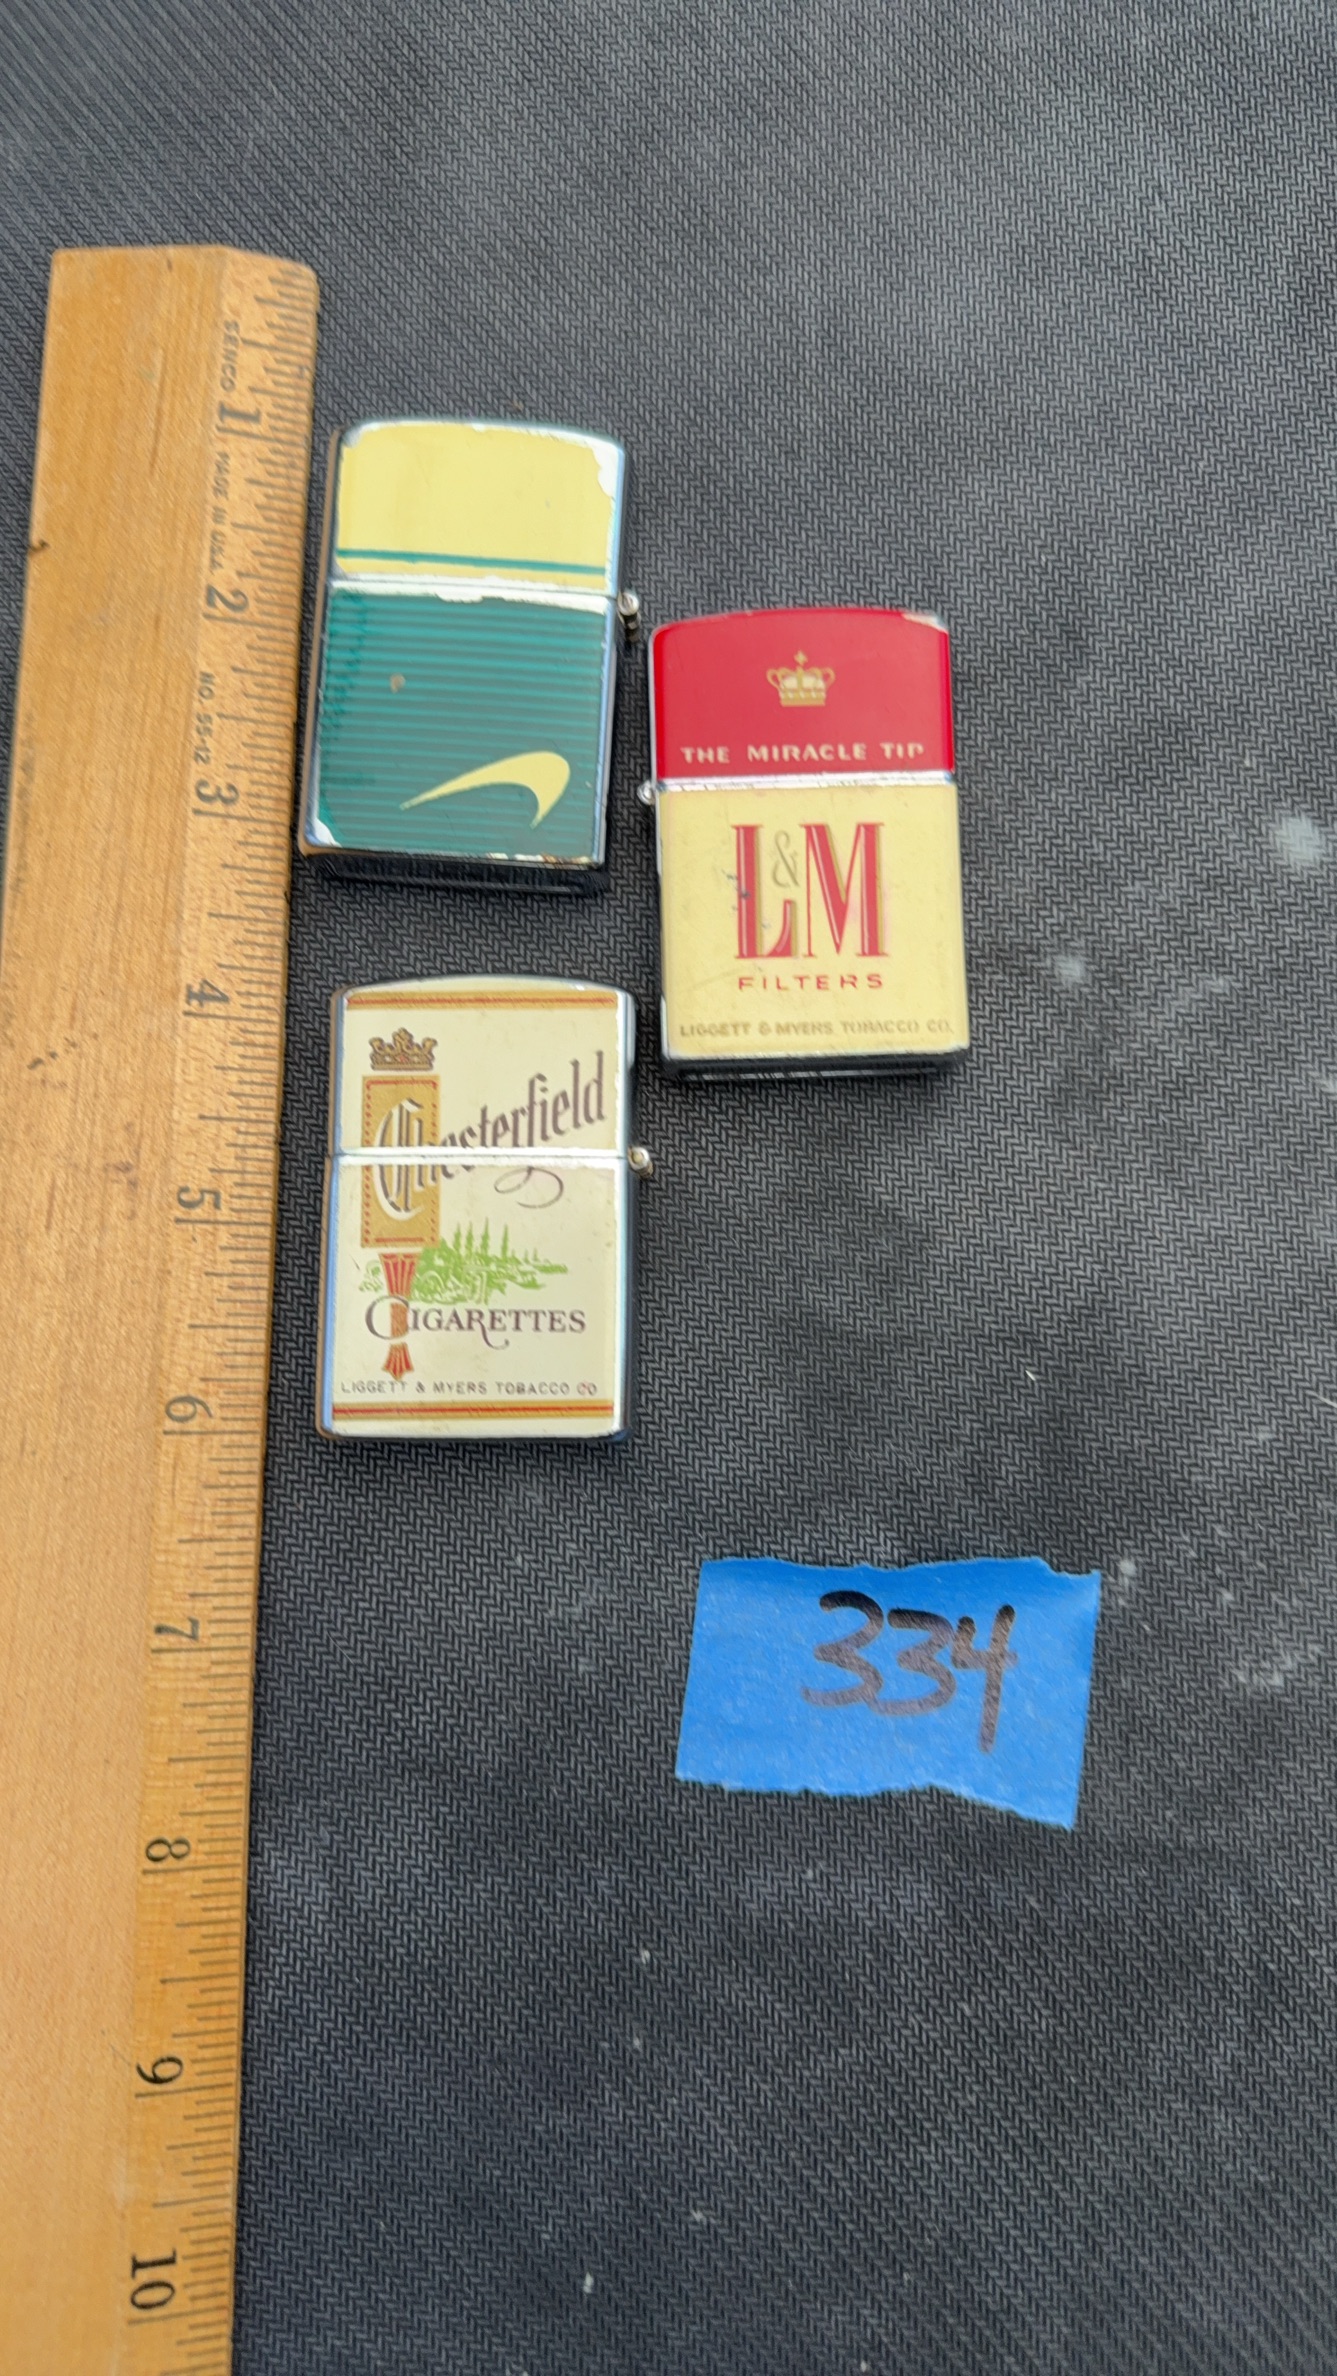 SENCO
MADE IN U.S.A.
NO. 55-12
1
2
3
4
5
6
7
8
9
10
THE MIRACLE TIP
L&M
FILTERS
LIGGETT & MYERS TOBACCO CO.
Chesterfield
CIGARETTES
LIGGETT & MYERS TOBACCO CO
334